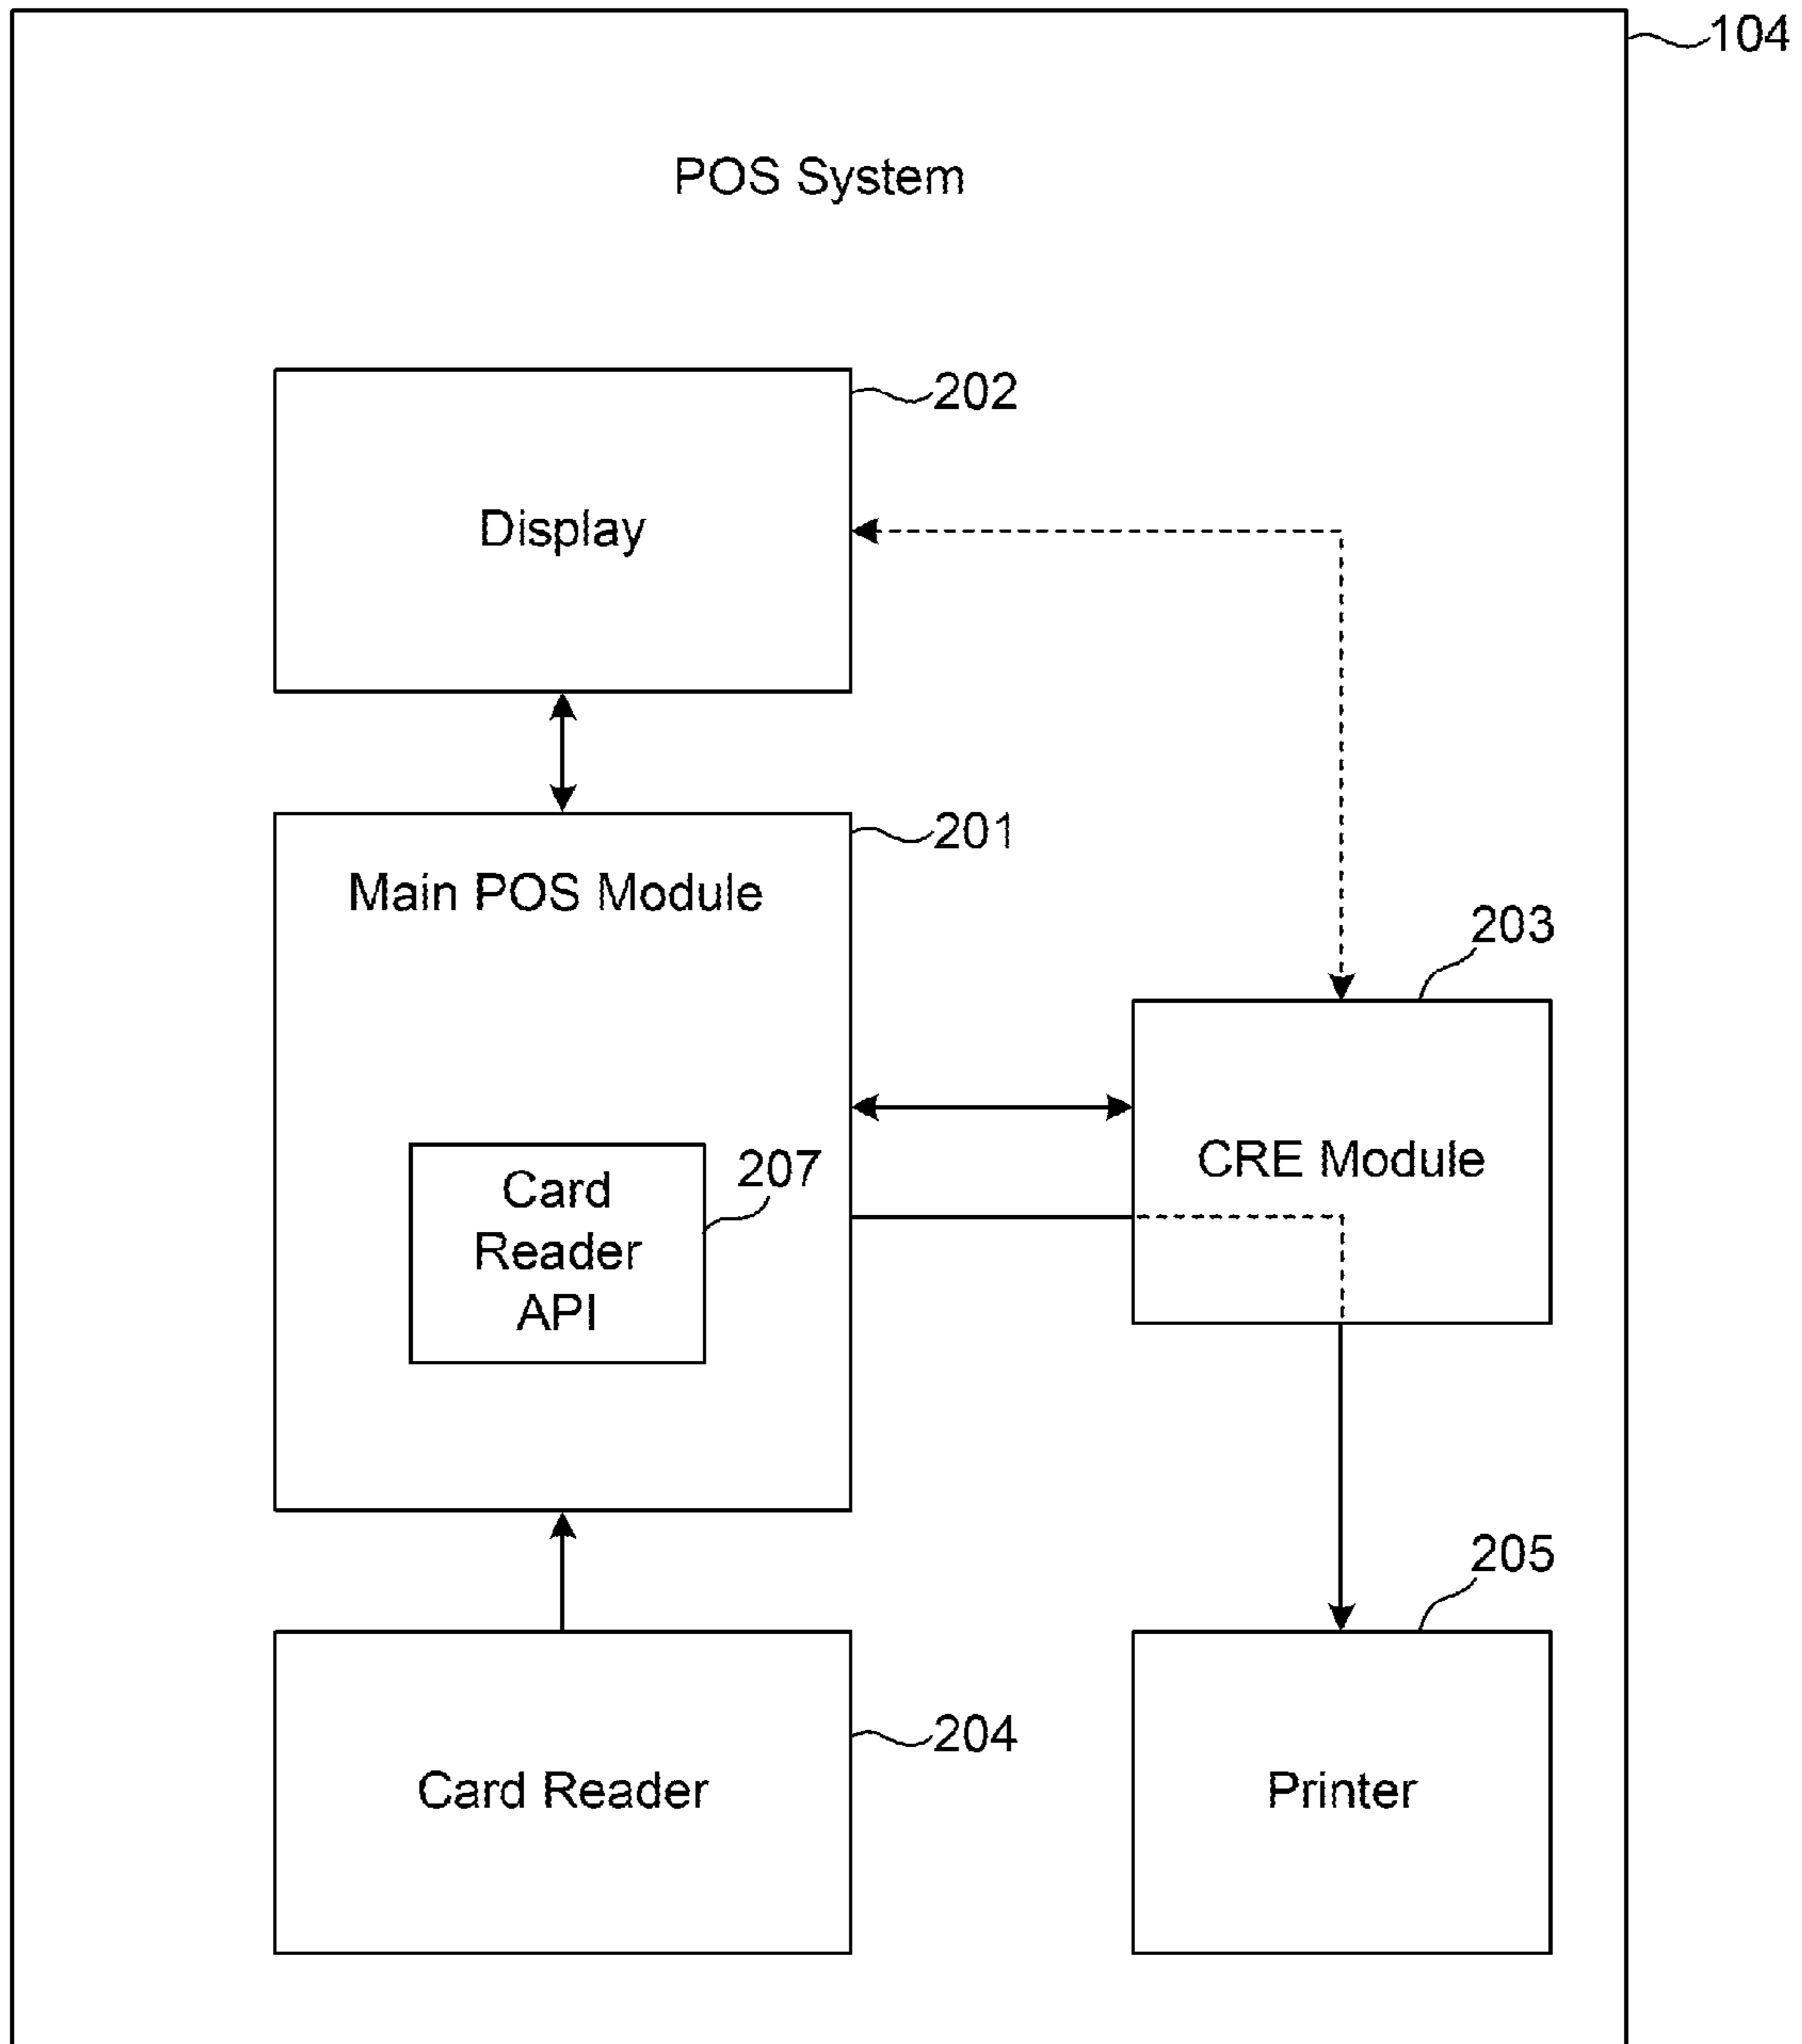 104
POS System
202
Display
201
Main POS Module
203
207
CRE Module
Card
Reader
API
205
204
Card Reader
Printer